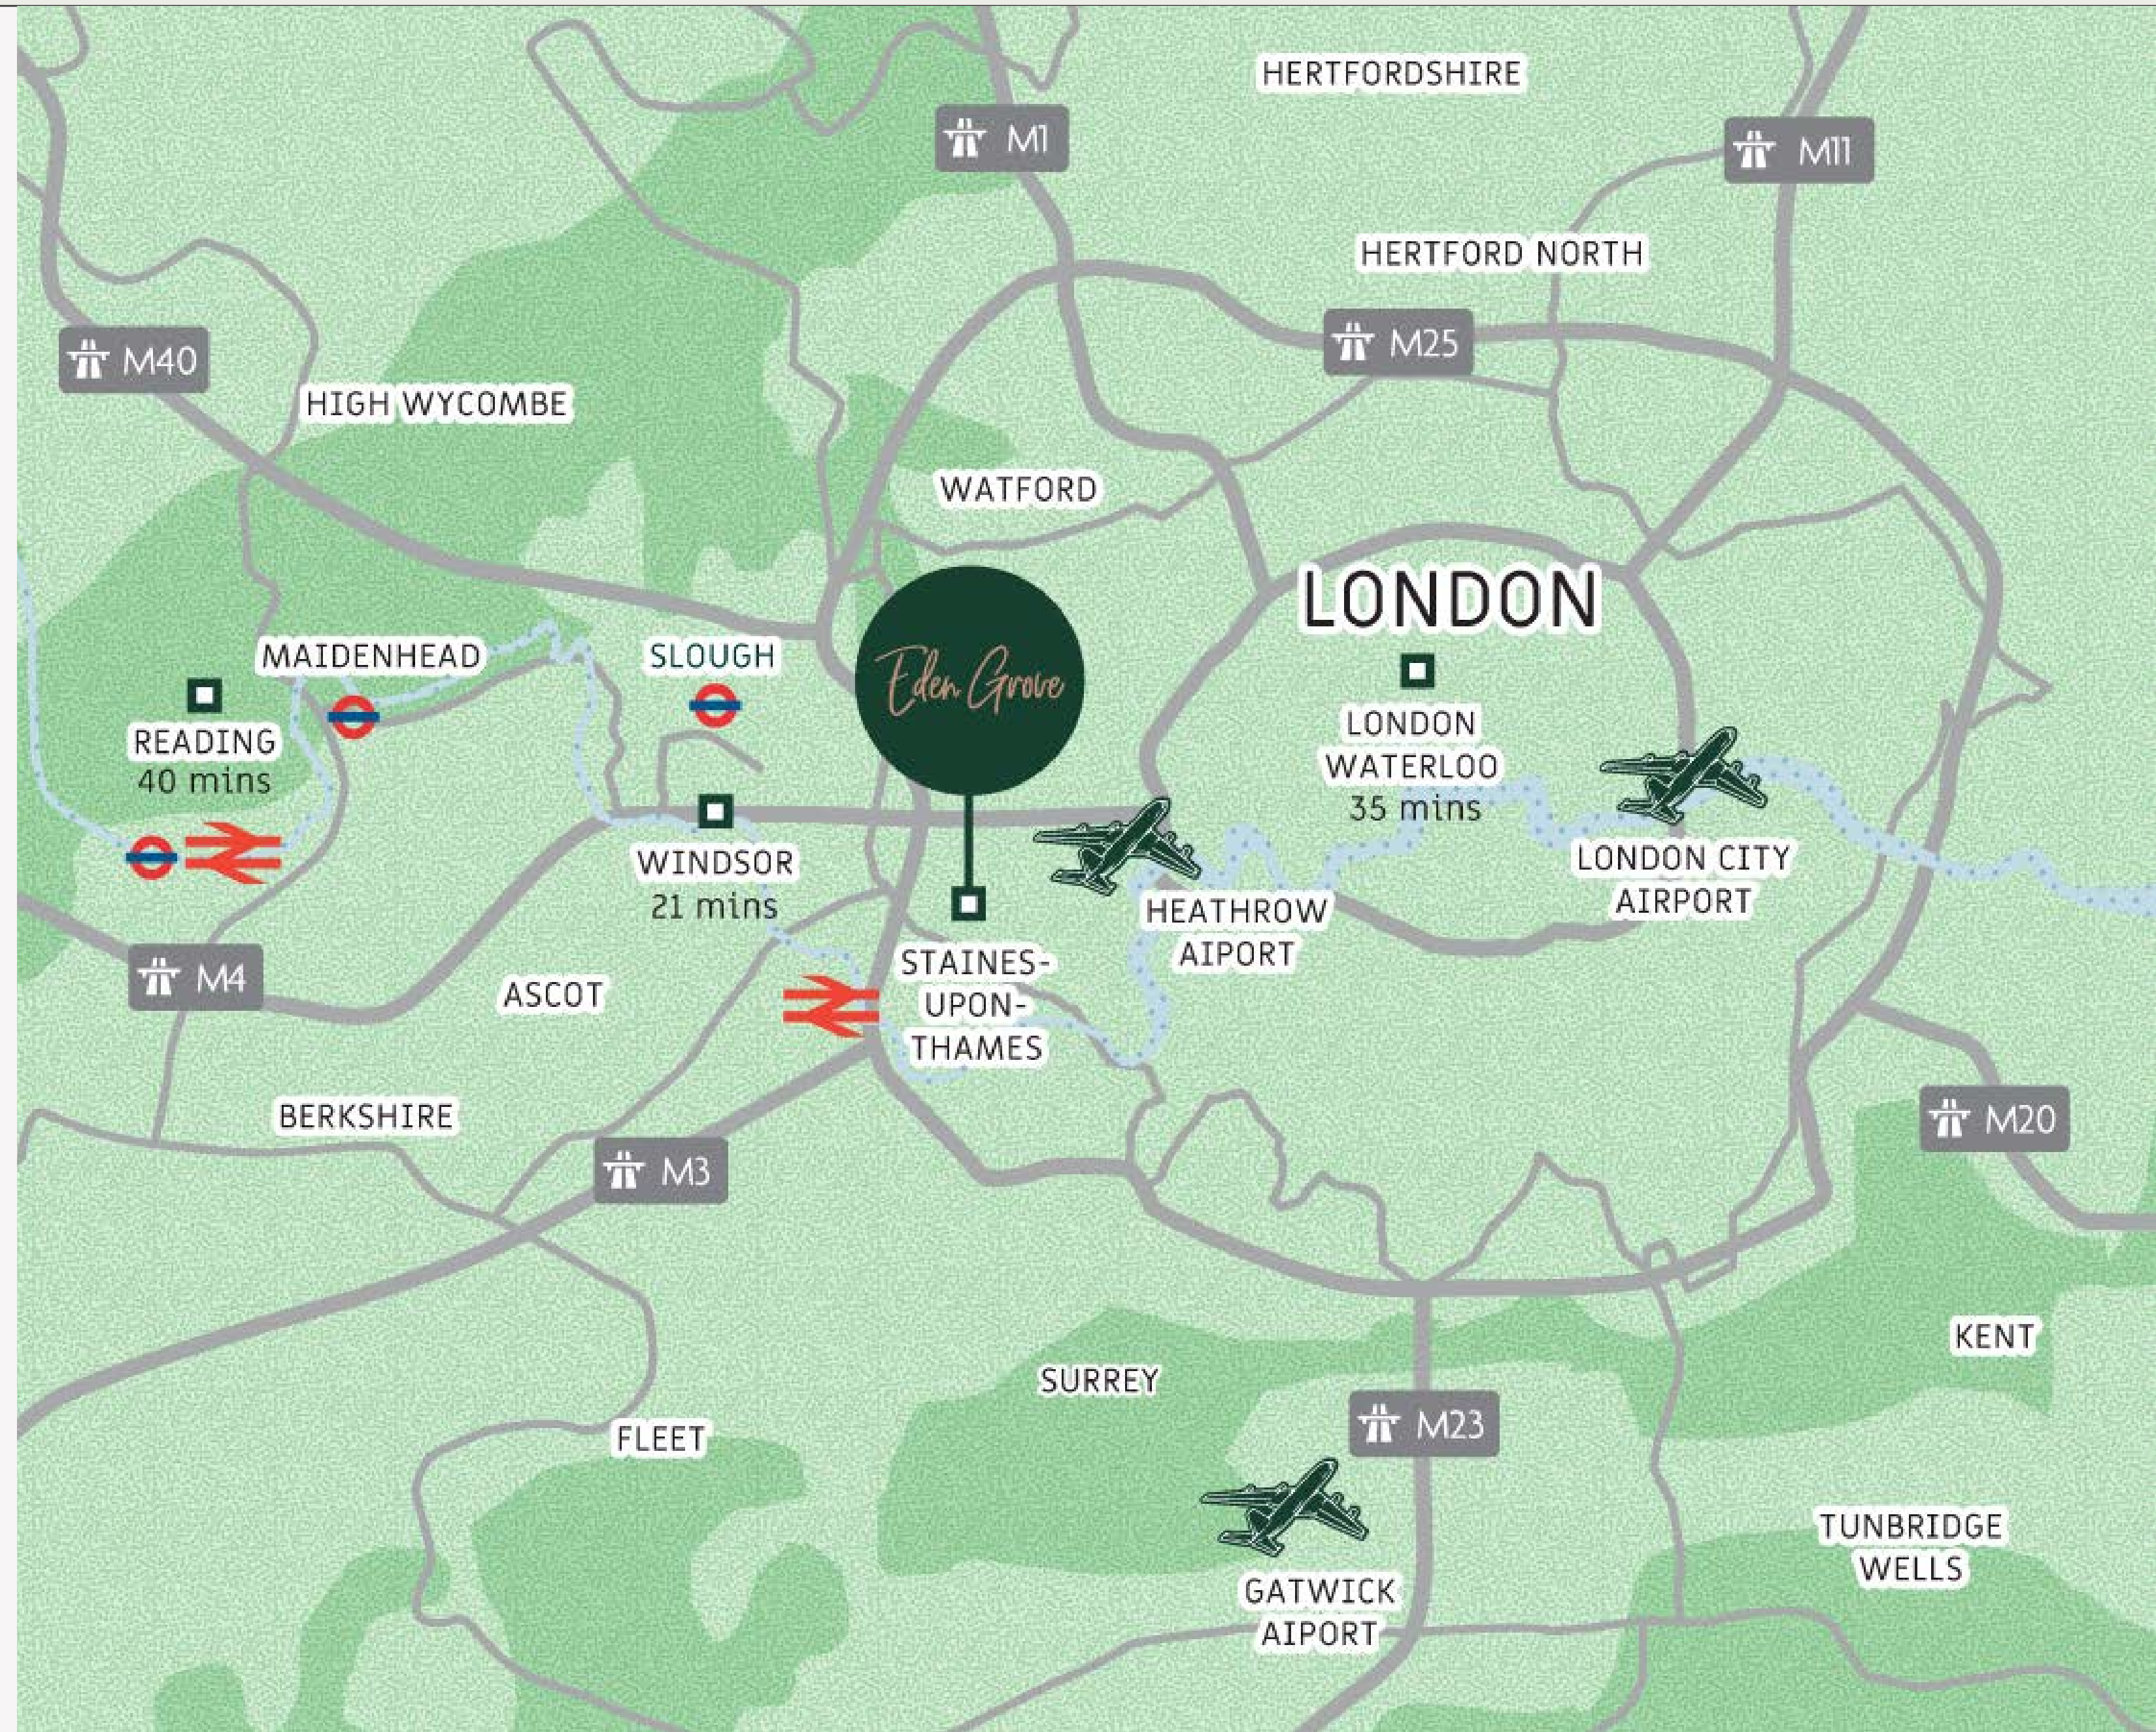 HERTFORDSHIRE
M1
M11
HERTFORD NORTH
M25
M40
HIGH WYCOMBE
WATFORD
LONDON
MAIDENHEAD
SLOUGH
Eden Grove
READING
40 mins
LONDON
WATERLOO
35 mins
WINDSOR
21 mins
LONDON CITY
AIRPORT
HEATHROW
AIPORT
STAINES-
UPON-
THAMES
M4
ASCOT
BERKSHIRE
M20
M3
KENT
SURREY
FLEET
M23
TUNBRIDGE
WELLS
GATWICK
AIPORT